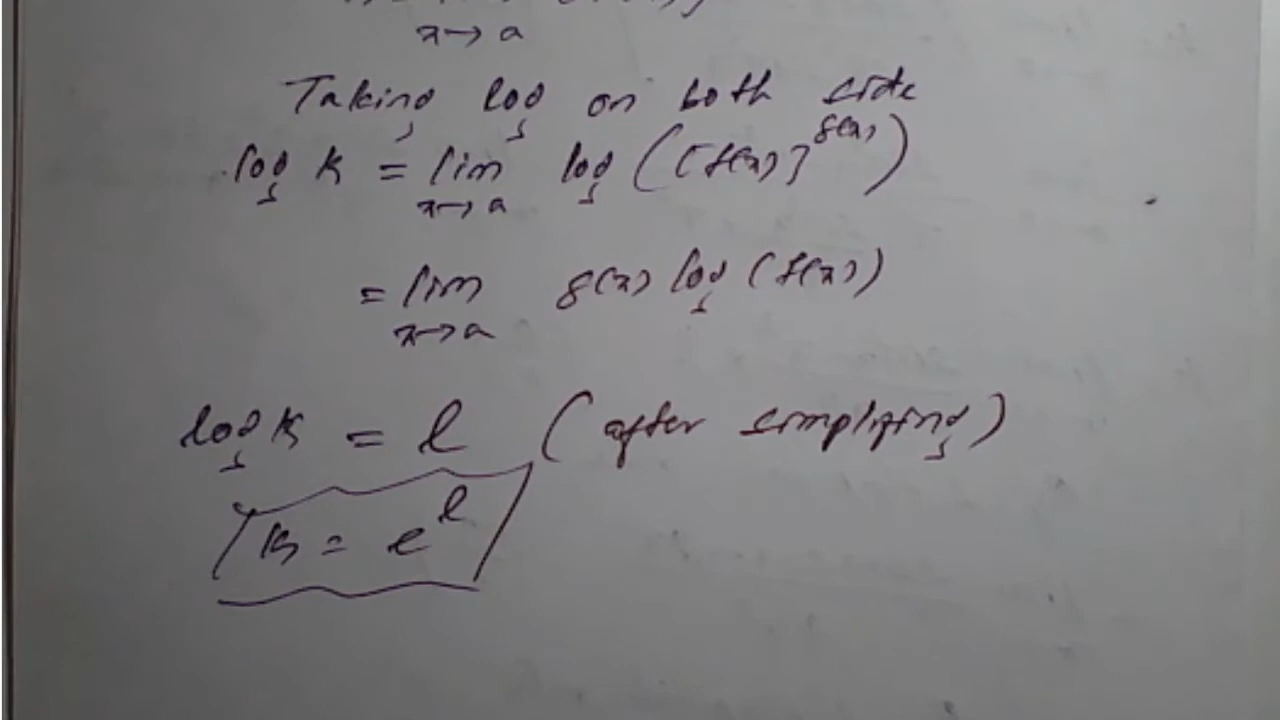 x→a
Taking log on both side
log k = lim log ([f(x)]^g(x))
x→a
= lim g(x) log (f(x))
x→a
log k = l (after simplifying)
k = e^l